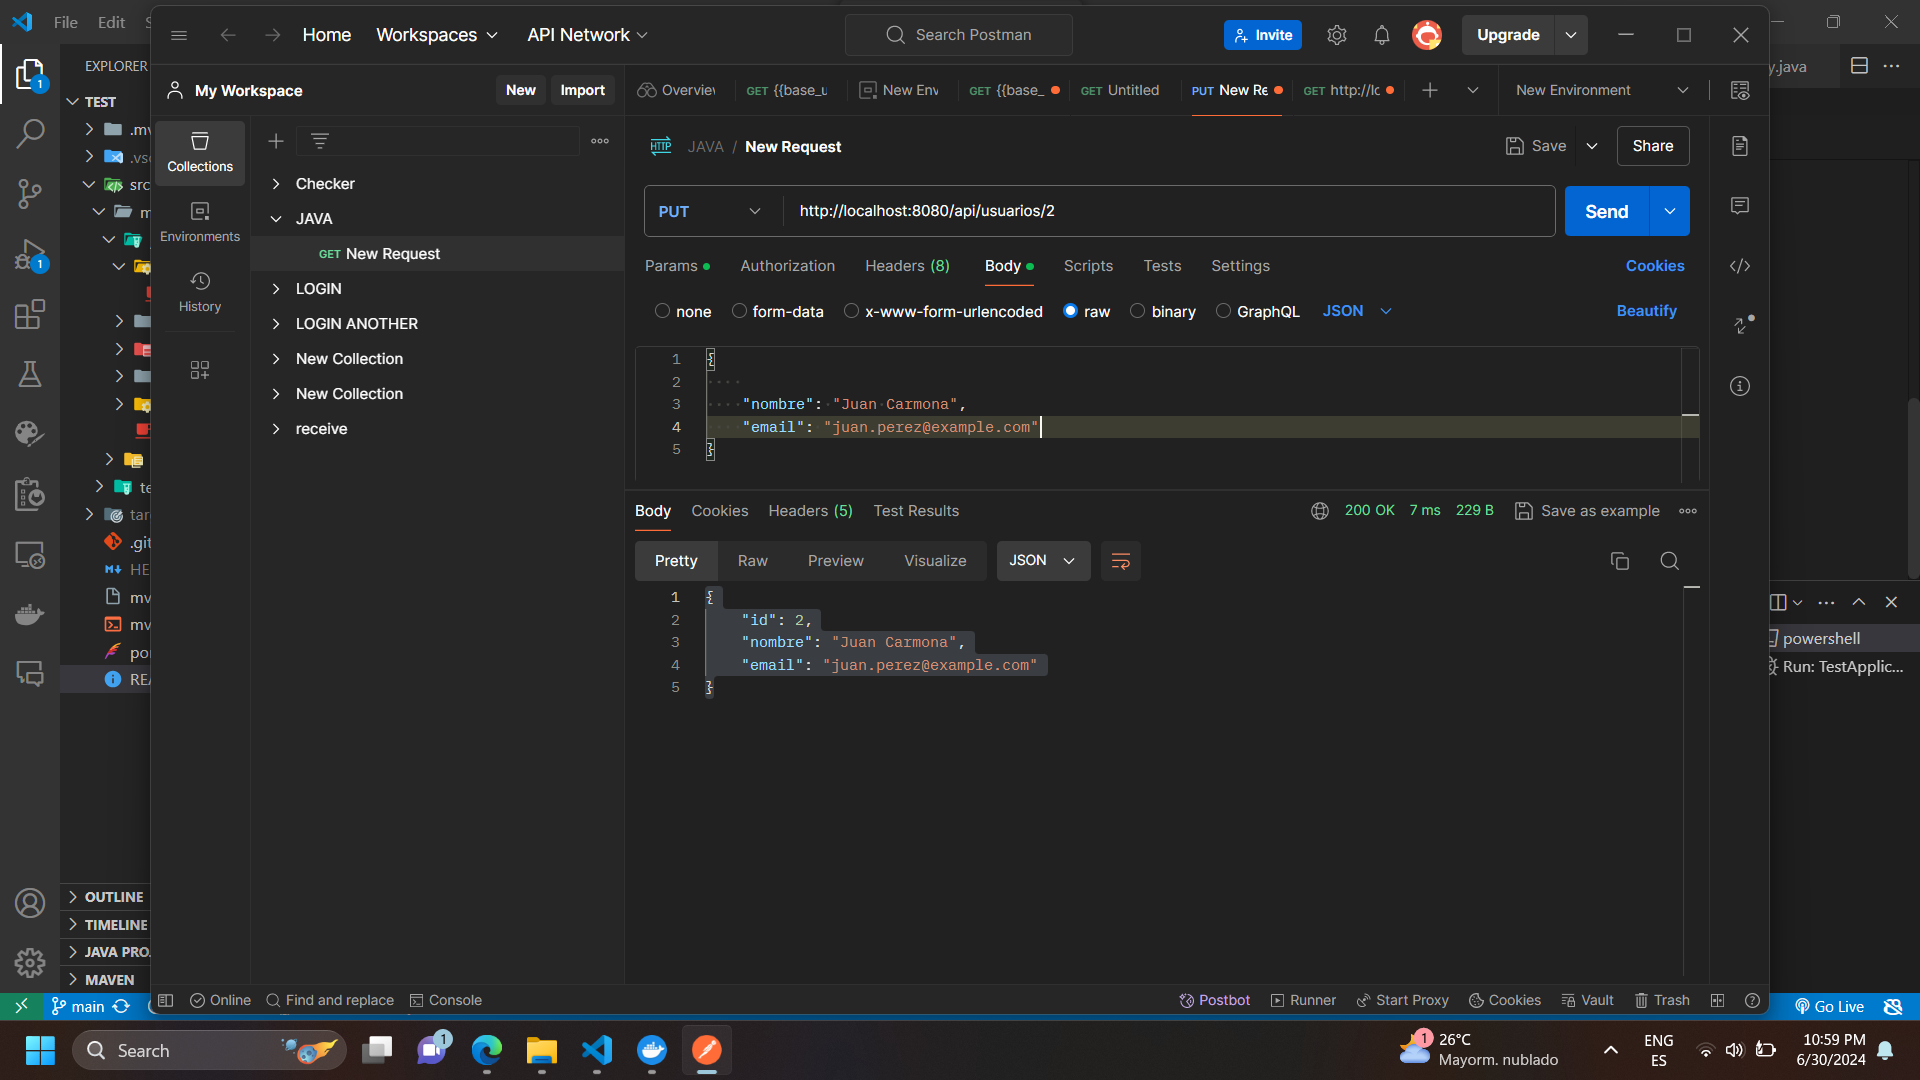 File Edit
Home Workspaces API Network Search Postman Invite Upgrade
EXPLORER
My Workspace New Import
Overview GET {{base_u New Env GET {{base_ GET Untitled PUT New Re GET http://lo New Environment
y.java
TEST
.mv
.vsc
src
Collections
Environments
History
Checker
JAVA
GET New Request
LOGIN
LOGIN ANOTHER
New Collection
New Collection
receive
te
tar
.git
HE
mv
mv
po
RE
HTTP JAVA / New Request Save Share
PUT http://localhost:8080/api/usuarios/2 Send
Params Authorization Headers (8) Body Scripts Tests Settings Cookies
none form-data x-www-form-urlencoded raw binary GraphQL JSON Beautify
1 {
2
3 "nombre": "Juan Carmona",
4 "email": "juan.perez@example.com"
5 }
Body Cookies Headers (5) Test Results 200 OK 7 ms 229 B Save as example
Pretty Raw Preview Visualize JSON
1 {
2 "id": 2,
3 "nombre": "Juan Carmona",
4 "email": "juan.perez@example.com"
5 }
powershell
Run: TestApplic...
OUTLINE
TIMELINE
JAVA PRO
MAVEN
Online Find and replace Console Postbot Runner Start Proxy Cookies Vault Trash
main Go Live
Search
1
1
1
1
26°C
Mayorm. nublado
ENG
ES
10:59 PM
6/30/2024